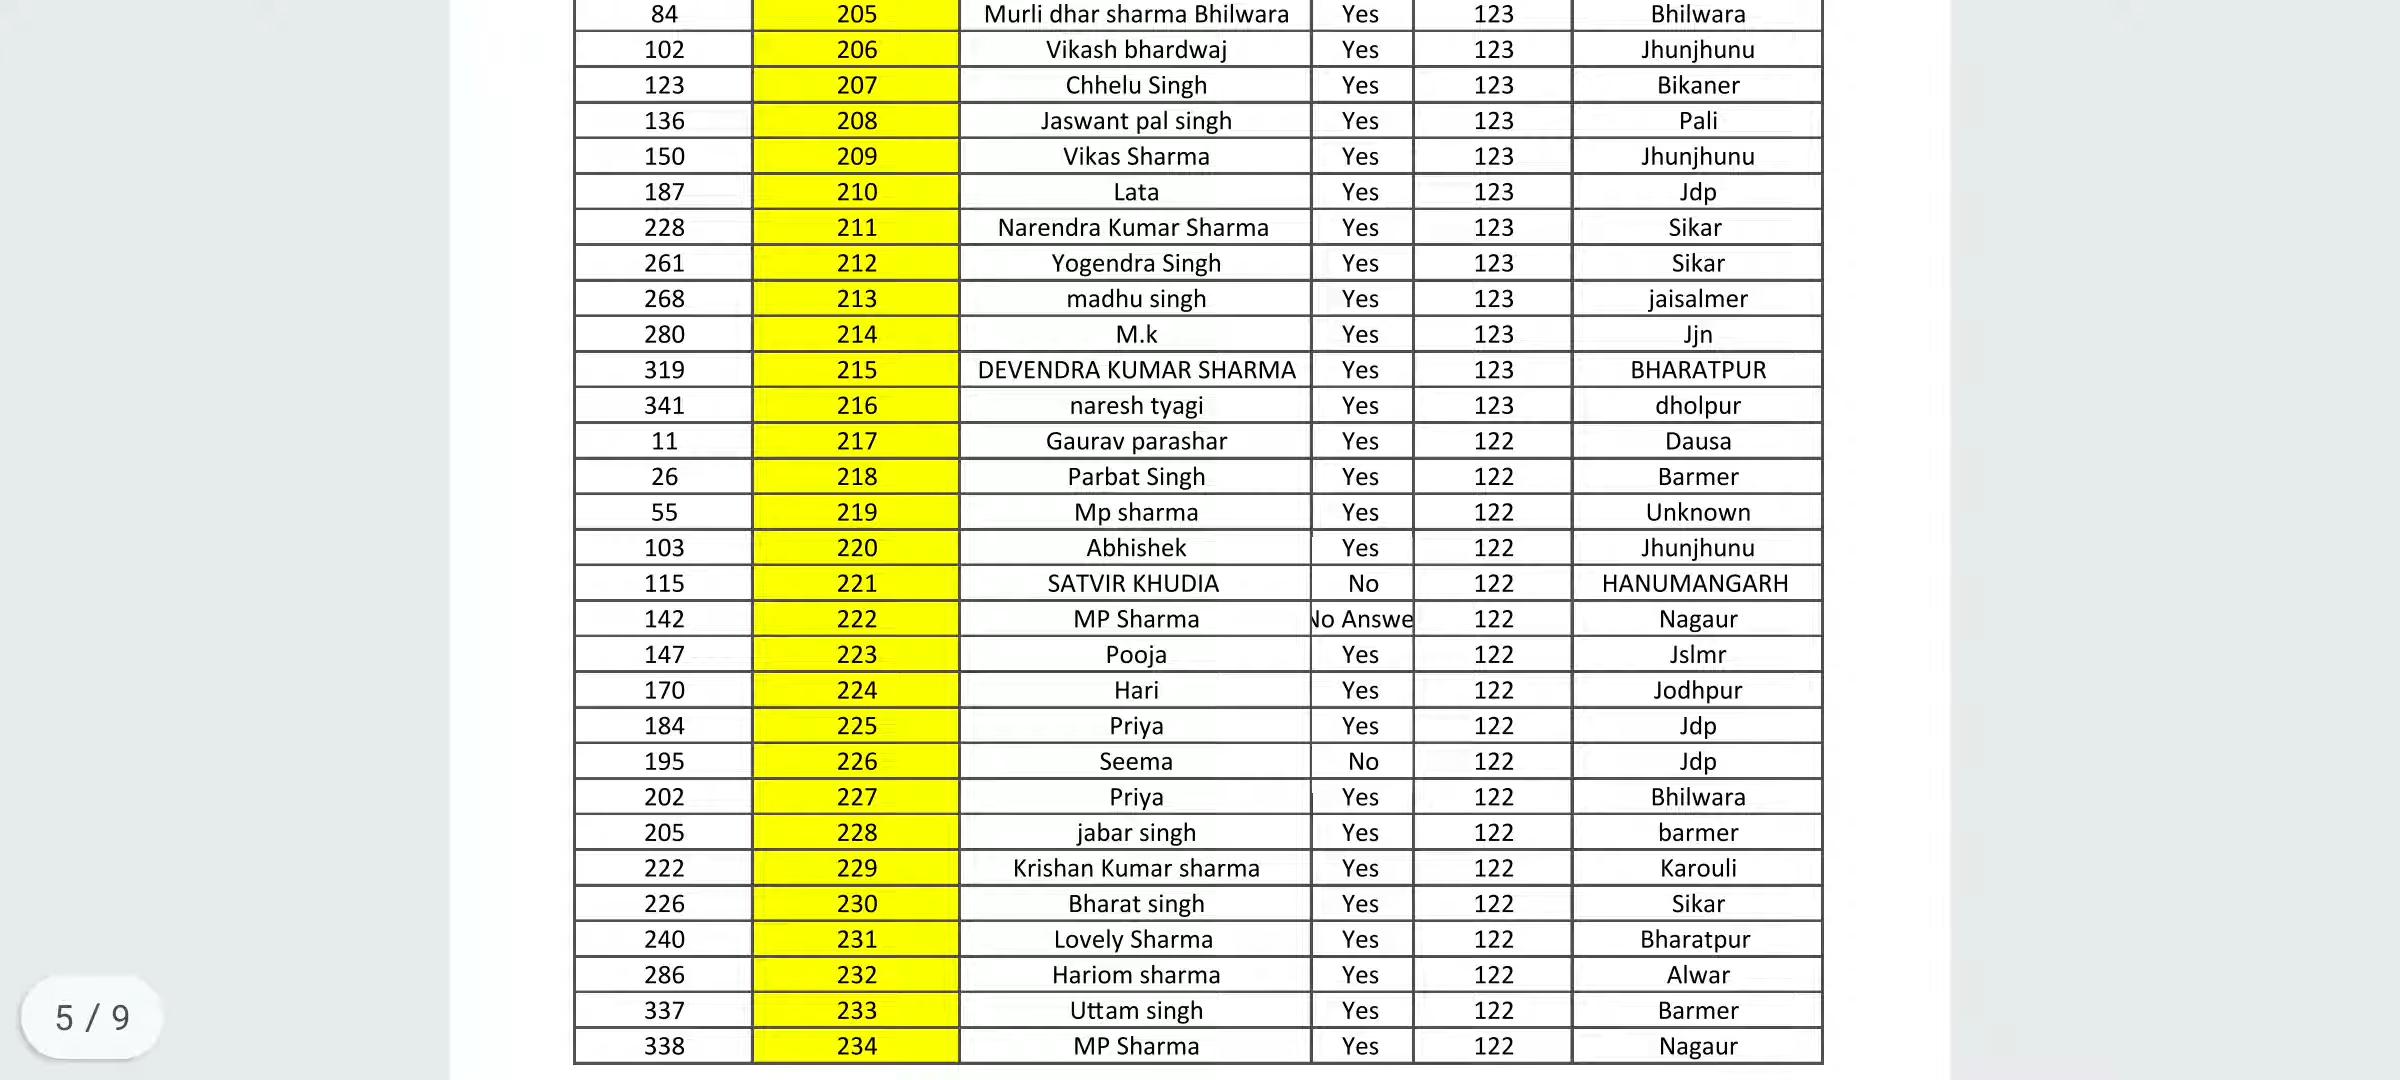 84 205 Murli dhar sharma Bhilwara Yes 123 Bhilwara
102 206 Vikash bhardwaj Yes 123 Jhunjhunu
123 207 Chhelu Singh Yes 123 Bikaner
136 208 Jaswant pal singh Yes 123 Pali
150 209 Vikas Sharma Yes 123 Jhunjhunu
187 210 Lata Yes 123 Jdp
228 211 Narendra Kumar Sharma Yes 123 Sikar
261 212 Yogendra Singh Yes 123 Sikar
268 213 madhu singh Yes 123 jaisalmer
280 214 M.k Yes 123 Jjn
319 215 DEVENDRA KUMAR SHARMA Yes 123 BHARATPUR
341 216 naresh tyagi Yes 123 dholpur
11 217 Gaurav parashar Yes 122 Dausa
26 218 Parbat Singh Yes 122 Barmer
55 219 Mp sharma Yes 122 Unknown
103 220 Abhishek Yes 122 Jhunjhunu
115 221 SATVIR KHUDIA No 122 HANUMANGARH
142 222 MP Sharma No Answe 122 Nagaur
147 223 Pooja Yes 122 Jslmr
170 224 Hari Yes 122 Jodhpur
184 225 Priya Yes 122 Jdp
195 226 Seema No 122 Jdp
202 227 Priya Yes 122 Bhilwara
205 228 jabar singh Yes 122 barmer
222 229 Krishan Kumar sharma Yes 122 Karouli
226 230 Bharat singh Yes 122 Sikar
240 231 Lovely Sharma Yes 122 Bharatpur
286 232 Hariom sharma Yes 122 Alwar
337 233 Uttam singh Yes 122 Barmer
338 234 MP Sharma Yes 122 Nagaur
5 / 9